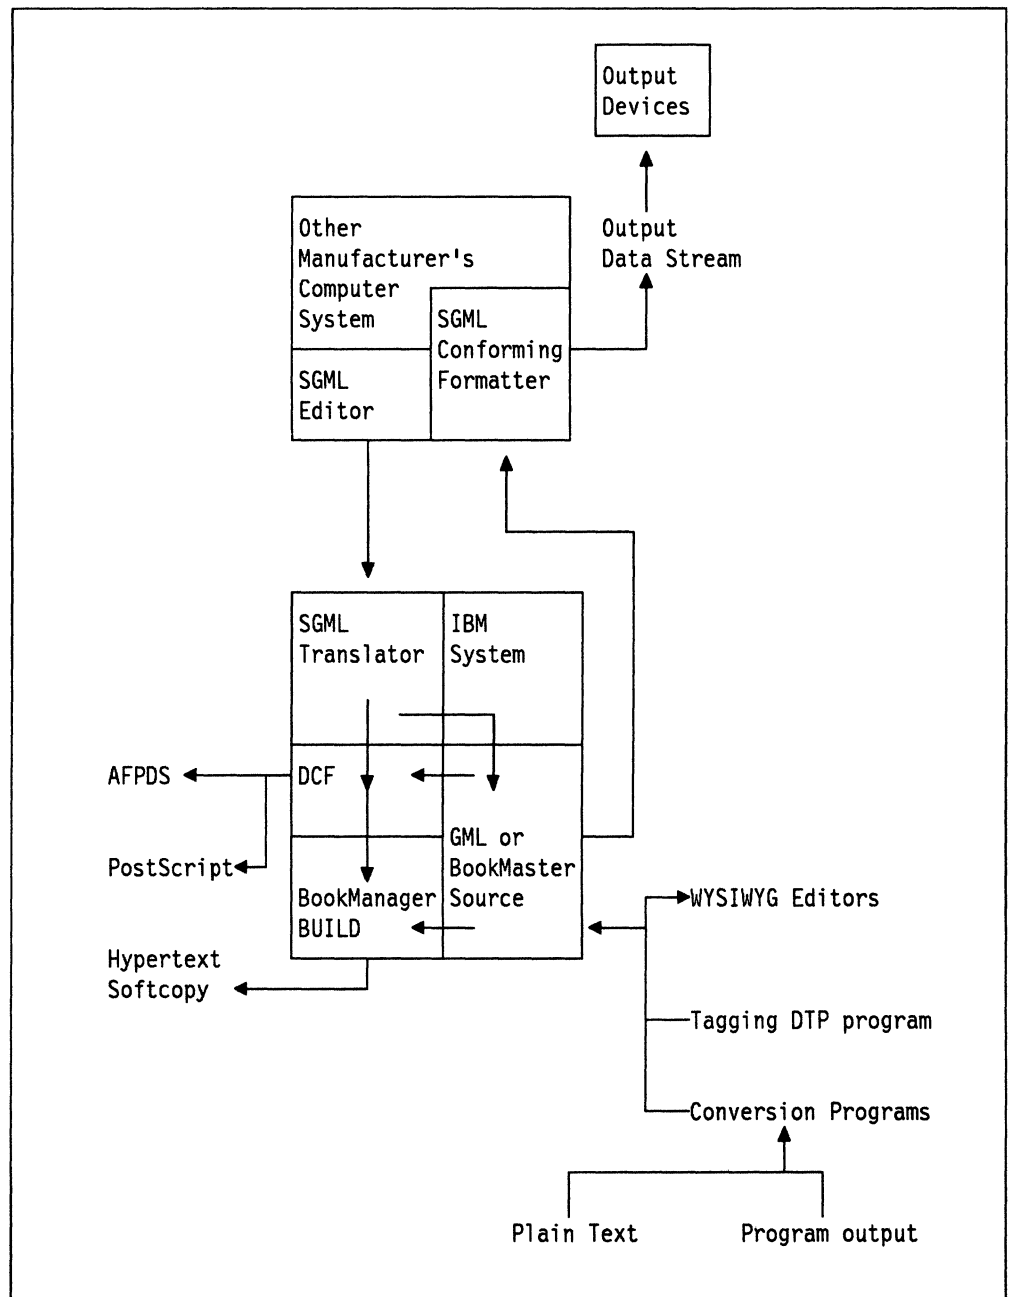 Output
Devices
Output
Data Stream
Other
Manufacturer's
Computer
System
SGML
Conforming
Formatter
SGML
Editor
SGML
Translator
IBM
System
AFPDS
DCF
PostScript
GML or
BookMaster
Source
BookManager
BUILD
Hypertext
Softcopy
WYSIWYG Editors
Tagging DTP program
Conversion Programs
Plain Text
Program output